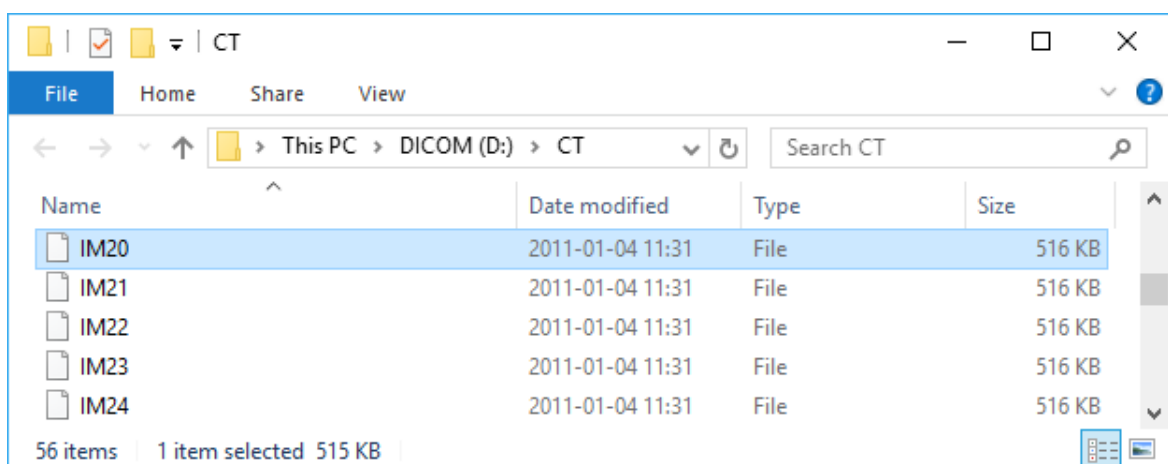 CT
File Home Share View
This PC > DICOM (D:) > CT Search CT
Name Date modified Type Size
IM20 2011-01-04 11:31 File 516 KB
IM21 2011-01-04 11:31 File 516 KB
IM22 2011-01-04 11:31 File 516 KB
IM23 2011-01-04 11:31 File 516 KB
IM24 2011-01-04 11:31 File 516 KB
56 items 1 item selected 515 KB